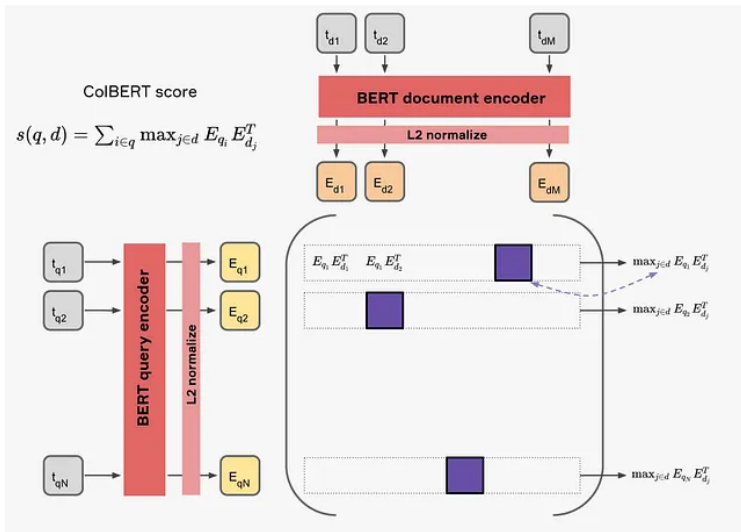 t_{d1} t_{d2} t_{dM}
ColBERT score
BERT document encoder
s(q, d) = ∑_{i∈q} max_{j∈d} E_{q_i} E_{d_j}^T
L2 normalize
E_{d1} E_{d2} E_{dM}
t_{q1} E_{q1} E_{q_1} E_{d_1}^T E_{q_1} E_{d_2}^T max_{j∈d} E_{q_1} E_{d_j}^T
t_{q2} E_{q2} max_{j∈d} E_{q_2} E_{d_j}^T
BERT query encoder
L2 normalize
t_{qN} E_{qN} max_{j∈d} E_{q_N} E_{d_j}^T